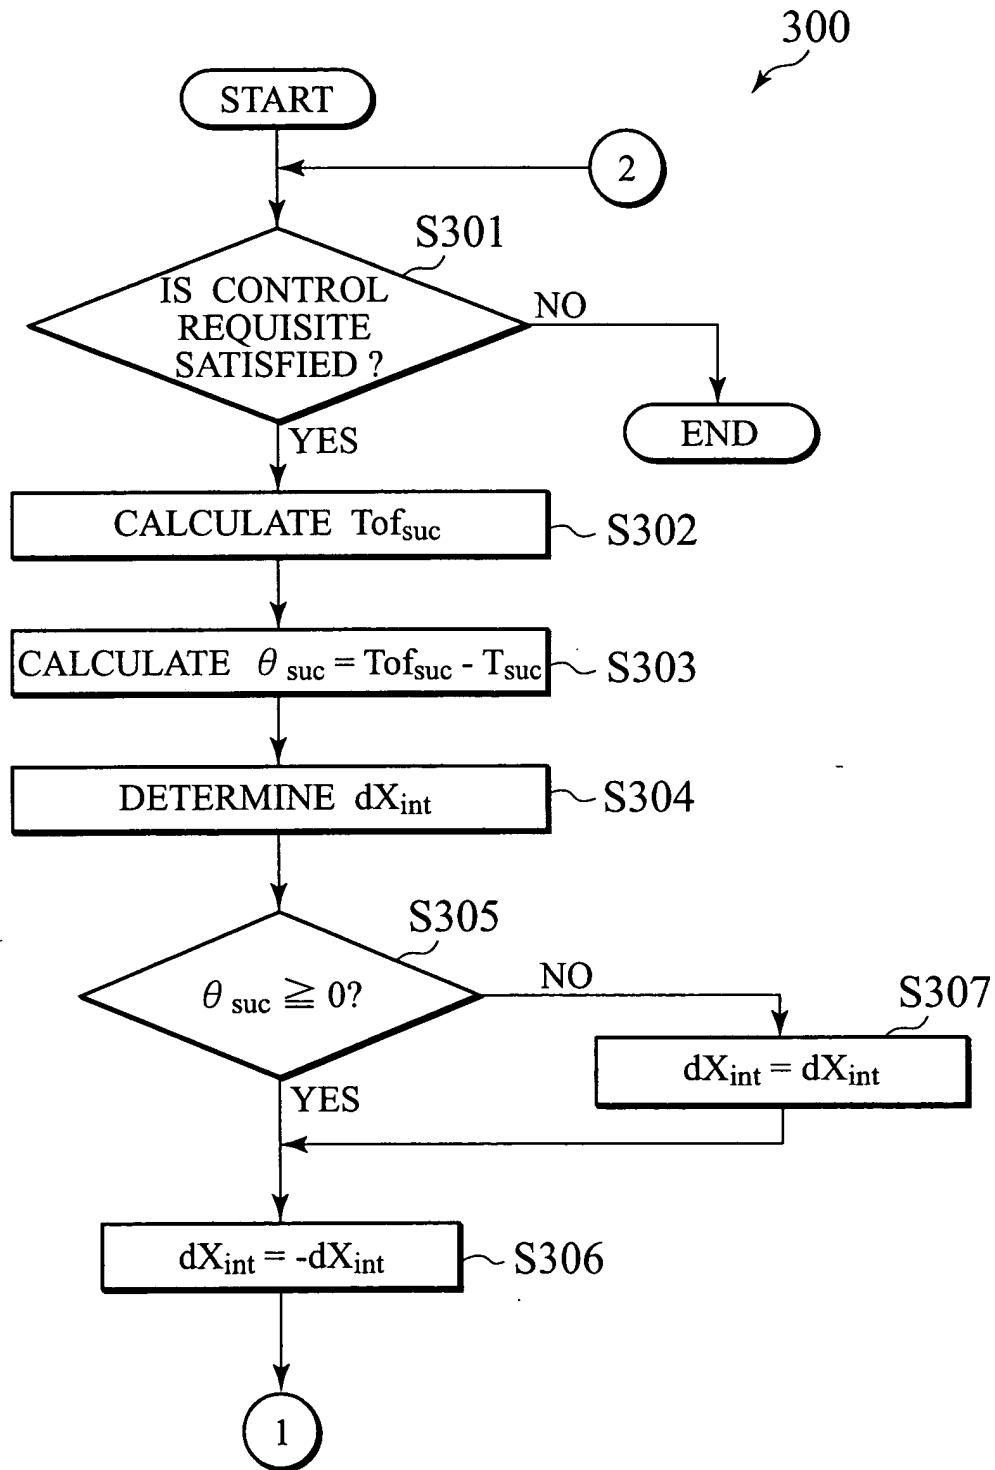 300
START
2
S301
IS CONTROL
REQUISITE
SATISFIED ?
NO
END
YES
CALCULATE Tofsuc
S302
CALCULATE θ suc = Tofsuc - Tsuc
S303
DETERMINE dXint
S304
S305
θ suc ≧ 0?
NO
S307
dXint = dXint
YES
dXint = -dXint
S306
1